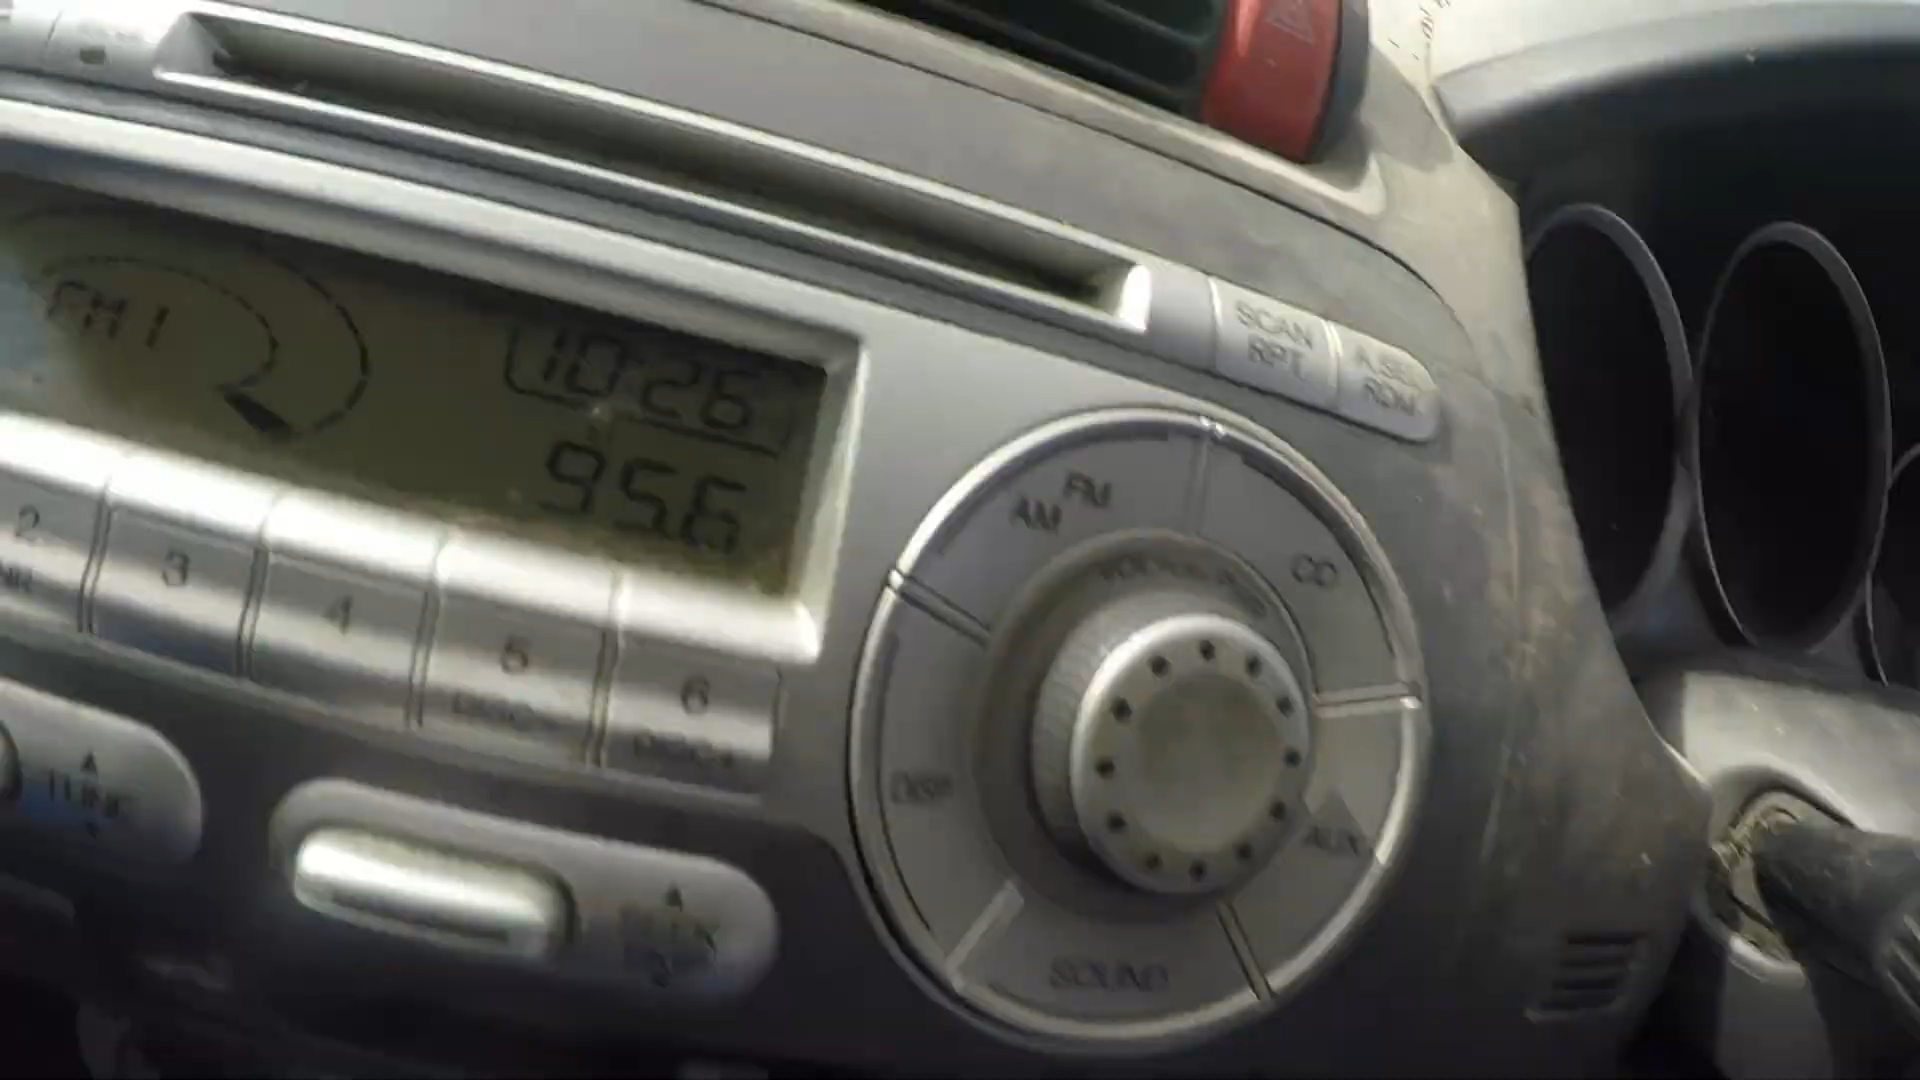 SCAN
RPT
A.SEL
RDM
FM1
10:26
95.6
FM
AM
CD
2
3
4
5
6
DISP
AUX
TUNE
SOUND